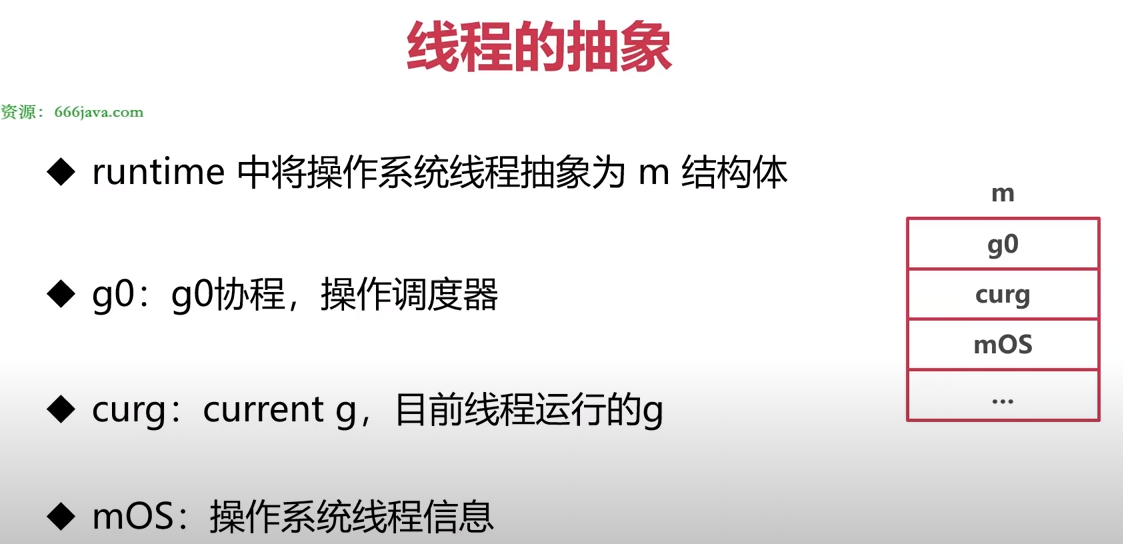 线程的抽象
资源：666java.com
◆ runtime 中将操作系统线程抽象为 m 结构体
◆ g0：g0协程，操作调度器
◆ curg：current g，目前线程运行的g
◆ mOS：操作系统线程信息
m
g0
curg
mOS
...